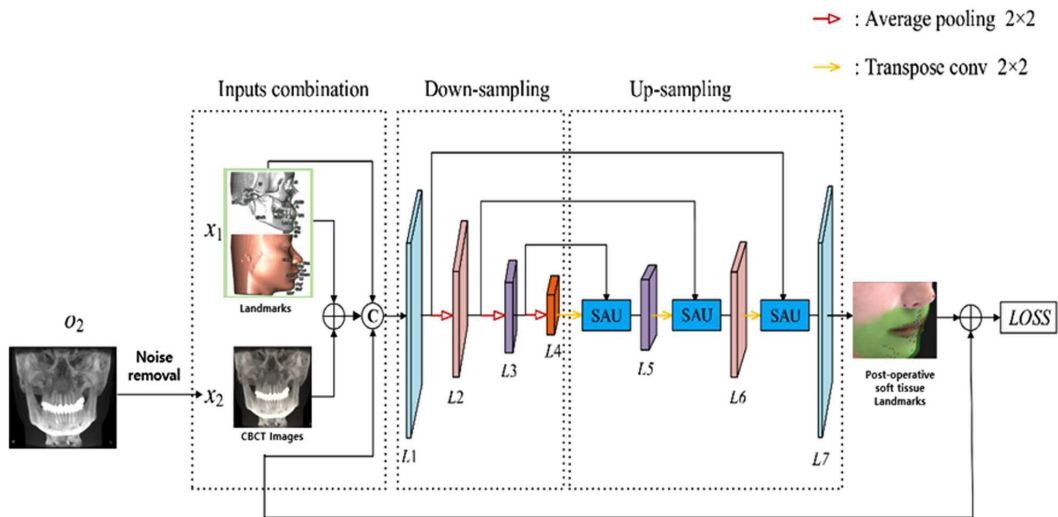 : Average pooling 2×2
: Transpose conv 2×2
Inputs combination
Down-sampling
Up-sampling
x₁
Landmarks
o₂
Noise
removal
x₂
CBCT Images
C
L1
L2
L3
L4
SAU
L5
SAU
L6
SAU
L7
Post-operative
soft tissue
Landmarks
LOSS